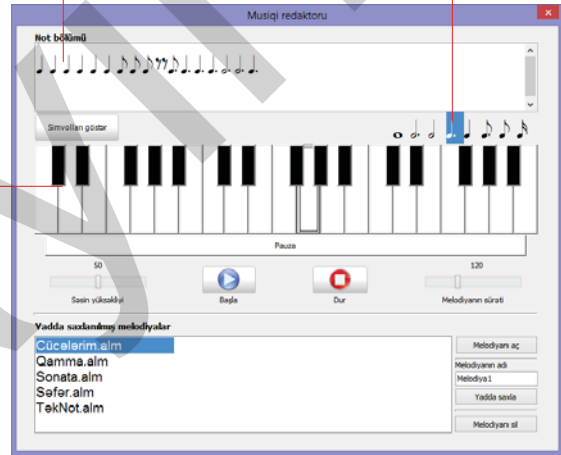 Musiqi redaktoru
Not bölümü
Simvolları göstər
Pauza
50
120
Səsin yüksəkliyi
Başla
Dur
Melodiyanın sürəti
Yadda saxlanılmış melodiyalar
Cücələrim.alm
Qamma.alm
Sonata.alm
Səfər.alm
TəkNot.alm
Melodiyanı aç
Melodiyanın adı
Melodiya1
Yadda saxla
Melodiyanı sil